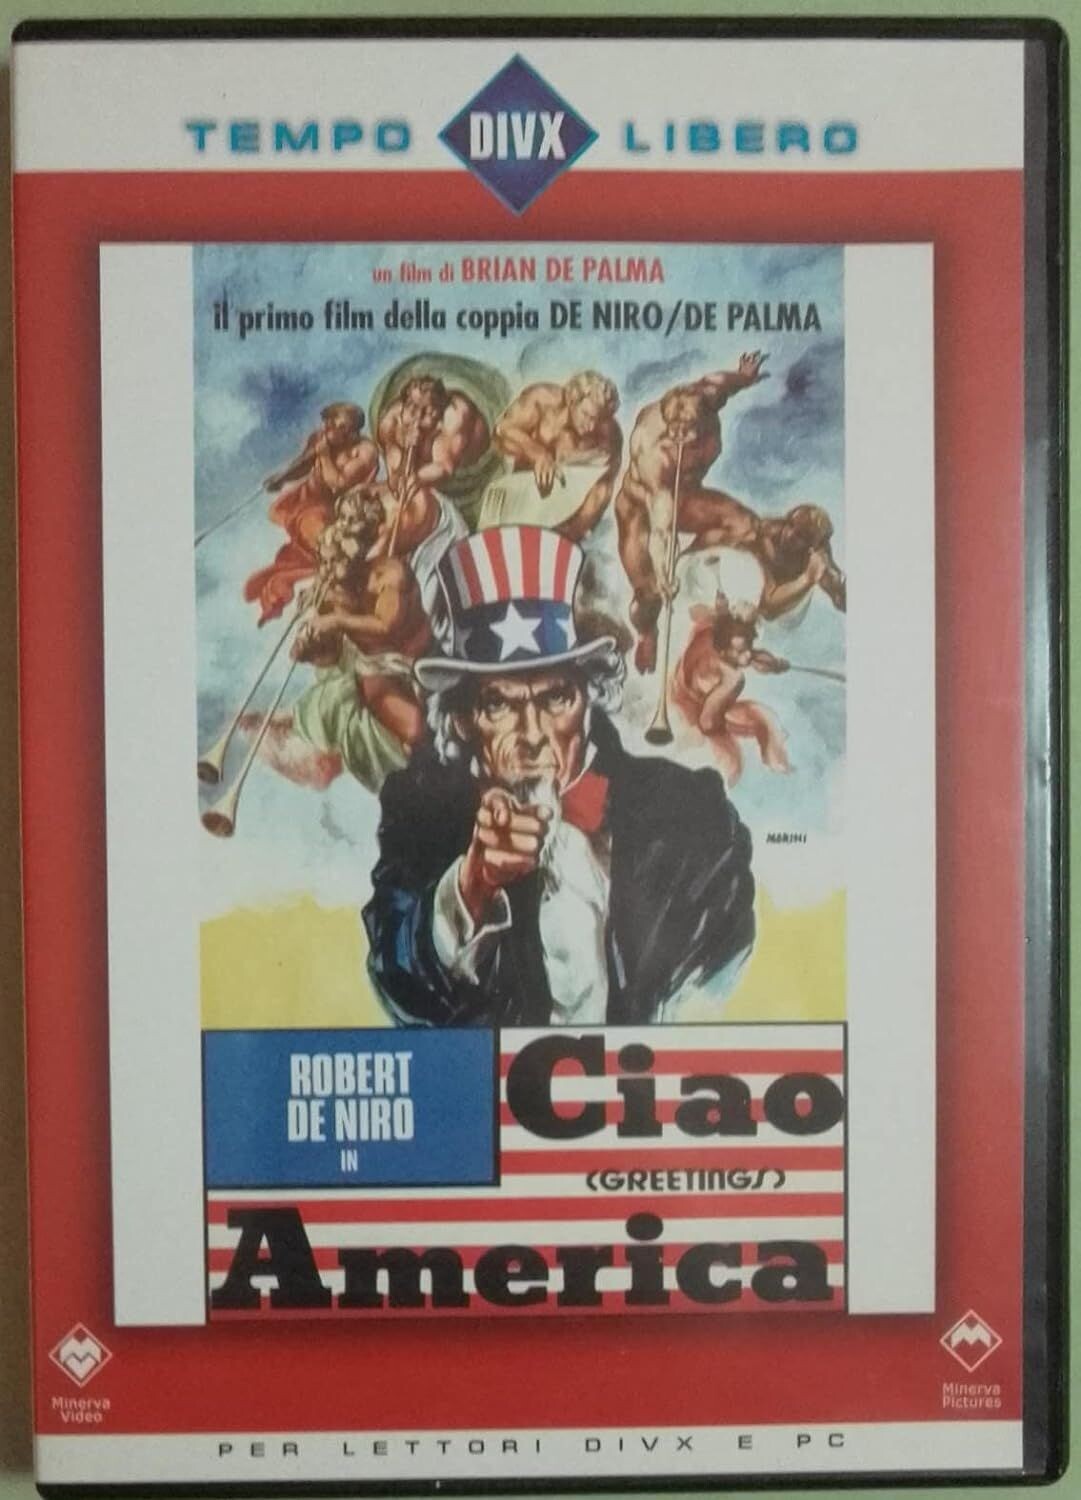 TEMPO DIVX LIBERO
un film di BRIAN DE PALMA
il primo film della coppia DE NIRO/DE PALMA
MARINI
ROBERT
DE NIRO
IN
Ciao
(GREETINGS)
America
Minerva
Video
Minerva
Pictures
PER LETTORI DIVX E PC